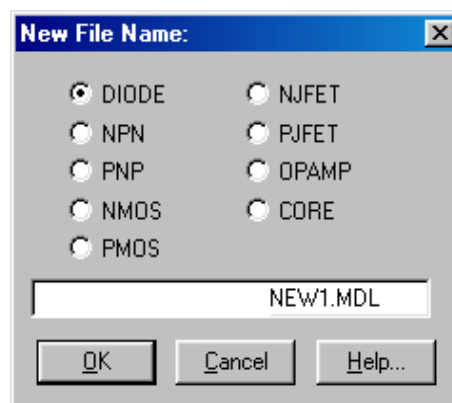 New File Name:
DIODE NJFET
NPN PJFET
PNP OPAMP
NMOS CORE
PMOS
NEW1.MDL
OK Cancel Help...